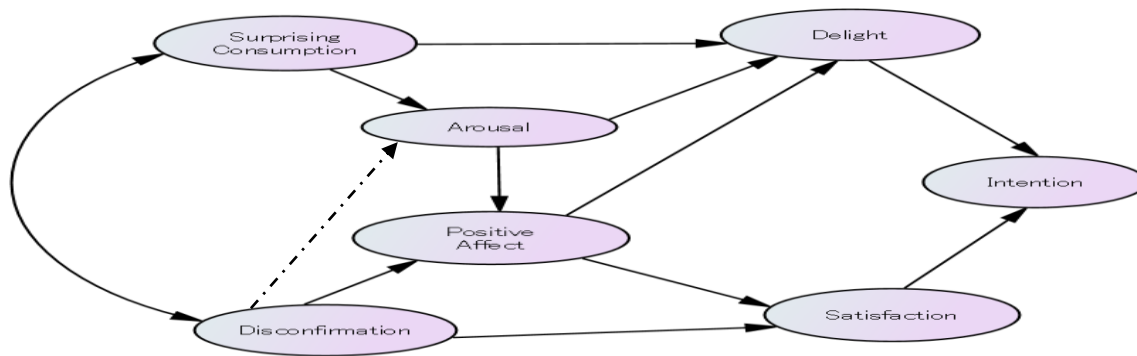 Surprising
Consumption
Delight
Arousal
Intention
Positive
Affect
Disconfirmation
Satisfaction